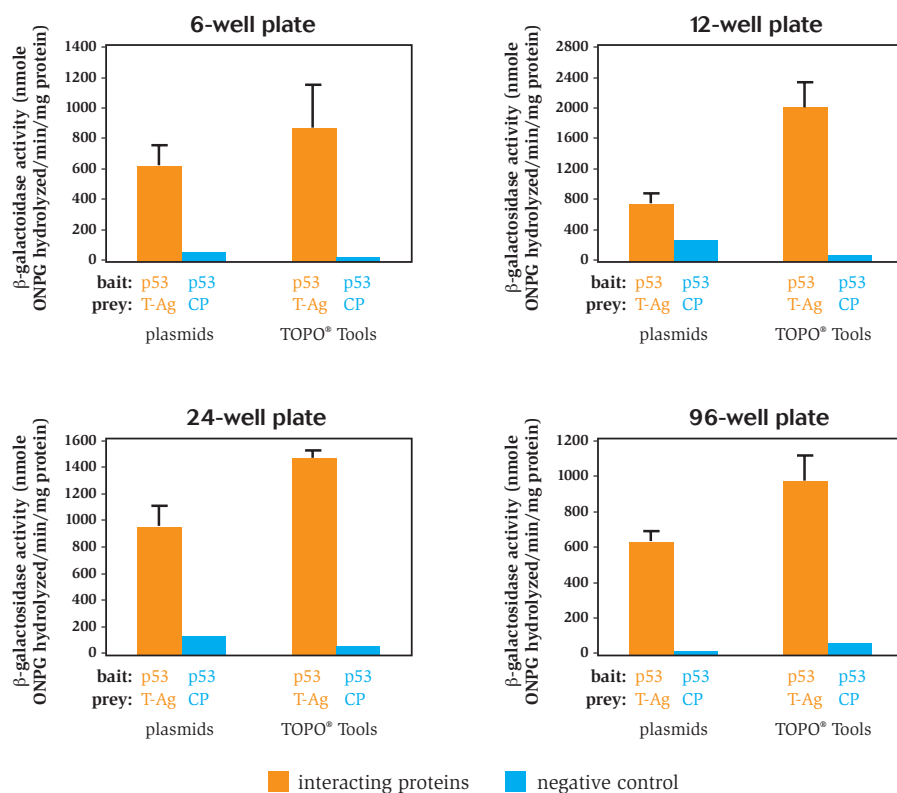 6-well plate
β-galactoidase activity (nmole
ONPG hydrolyzed/min/mg protein)
1400
1200
1000
800
600
400
200
0
bait: p53 p53 p53 p53
prey: T-Ag CP T-Ag CP
plasmids TOPO® Tools
12-well plate
β-galactosidase activity (nmole
ONPG hydrolyzed/min/mg protein)
2800
2400
2000
1600
1200
800
400
0
bait: p53 p53 p53 p53
prey: T-Ag CP T-Ag CP
plasmids TOPO® Tools
24-well plate
β-galactosidase activity (nmole
ONPG hydrolyzed/min/mg protein)
1600
1400
1200
1000
800
600
400
200
0
bait: p53 p53 p53 p53
prey: T-Ag CP T-Ag CP
plasmids TOPO® Tools
96-well plate
β-galactosidase activity (nmole
ONPG hydrolyzed/min/mg protein)
1200
1000
800
600
400
200
0
bait: p53 p53 p53 p53
prey: T-Ag CP T-Ag CP
plasmids TOPO® Tools
interacting proteins negative control